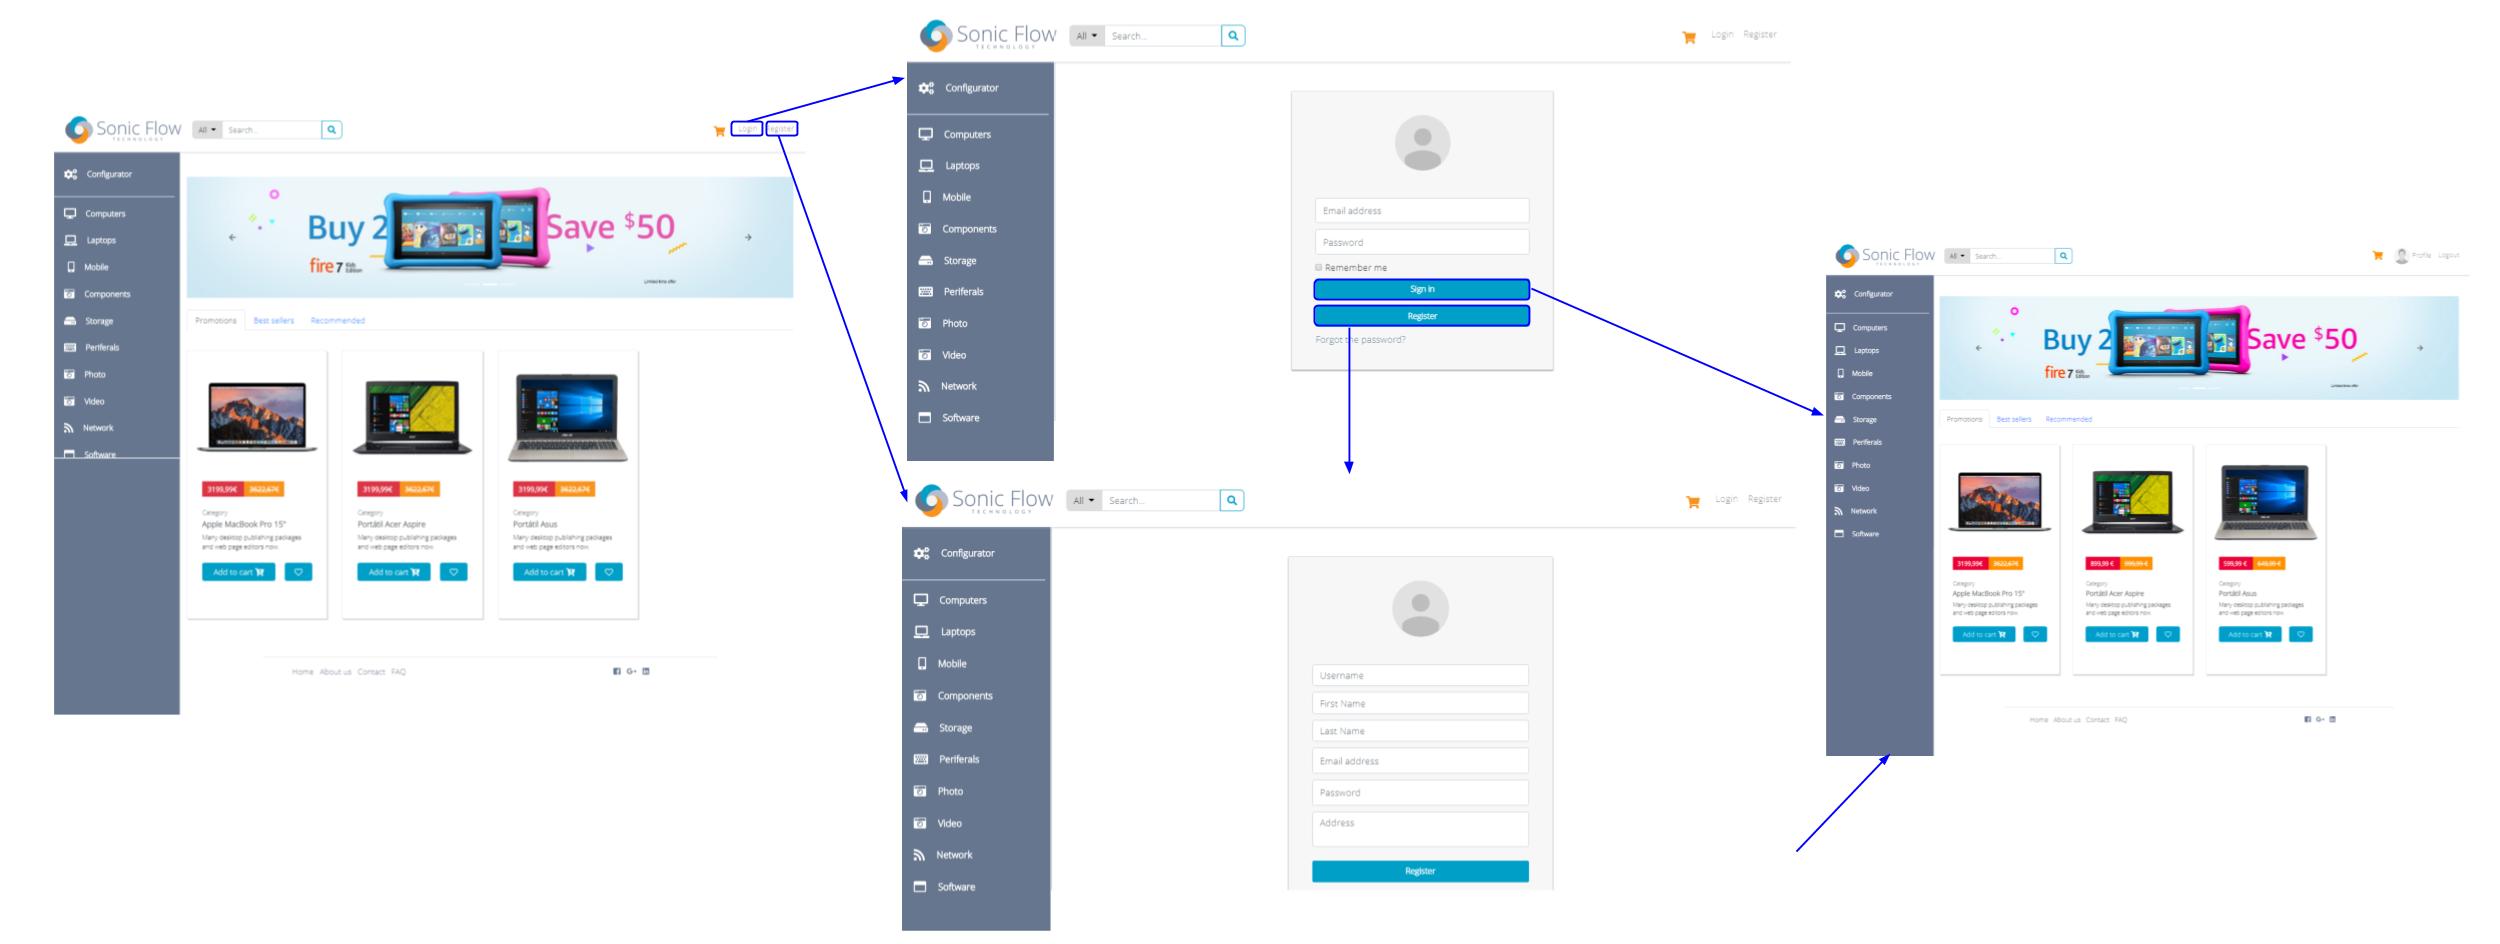 Sonic Flow
TECHNOLOGY
All
Search...
Login Register
Configurator
Computers
Laptops
Mobile
Components
Storage
Periferals
Photo
Video
Network
Software
Buy 2 Save $50
fire 7 Kids Edition
Limited time offer
Promotions Best sellers Recommended
3199,99€ 3622,67€
Category
Apple MacBook Pro 15"
Many desktop publishing packages
and web page editors now.
Add to cart
3199,99€ 3622,67€
Category
Portátil Acer Aspire
Many desktop publishing packages
and web page editors now.
Add to cart
3199,99€ 3622,67€
Category
Portátil Asus
Many desktop publishing packages
and web page editors now.
Add to cart
Home About us Contact FAQ
Sonic Flow
TECHNOLOGY
All
Search...
Login Register
Configurator
Computers
Laptops
Mobile
Components
Storage
Periferals
Photo
Video
Network
Software
Email address
Password
Remember me
Sign in
Register
Forgot the password?
Sonic Flow
TECHNOLOGY
All
Search...
Login Register
Configurator
Computers
Laptops
Mobile
Components
Storage
Periferals
Photo
Video
Network
Software
Username
First Name
Last Name
Email address
Password
Address
Register
Sonic Flow
TECHNOLOGY
All
Search...
Profile Logout
Configurator
Computers
Laptops
Mobile
Components
Storage
Periferals
Photo
Video
Network
Software
Buy 2 Save $50
fire 7 Kids Edition
Limited time offer
Promotions Best sellers Recommended
3199,99€ 3622,67€
Category
Apple MacBook Pro 15"
Many desktop publishing packages
and web page editors now.
Add to cart
899,99 € 999,99 €
Category
Portátil Acer Aspire
Many desktop publishing packages
and web page editors now.
Add to cart
599,99 € 649,99 €
Category
Portátil Asus
Many desktop publishing packages
and web page editors now.
Add to cart
Home About us Contact FAQ